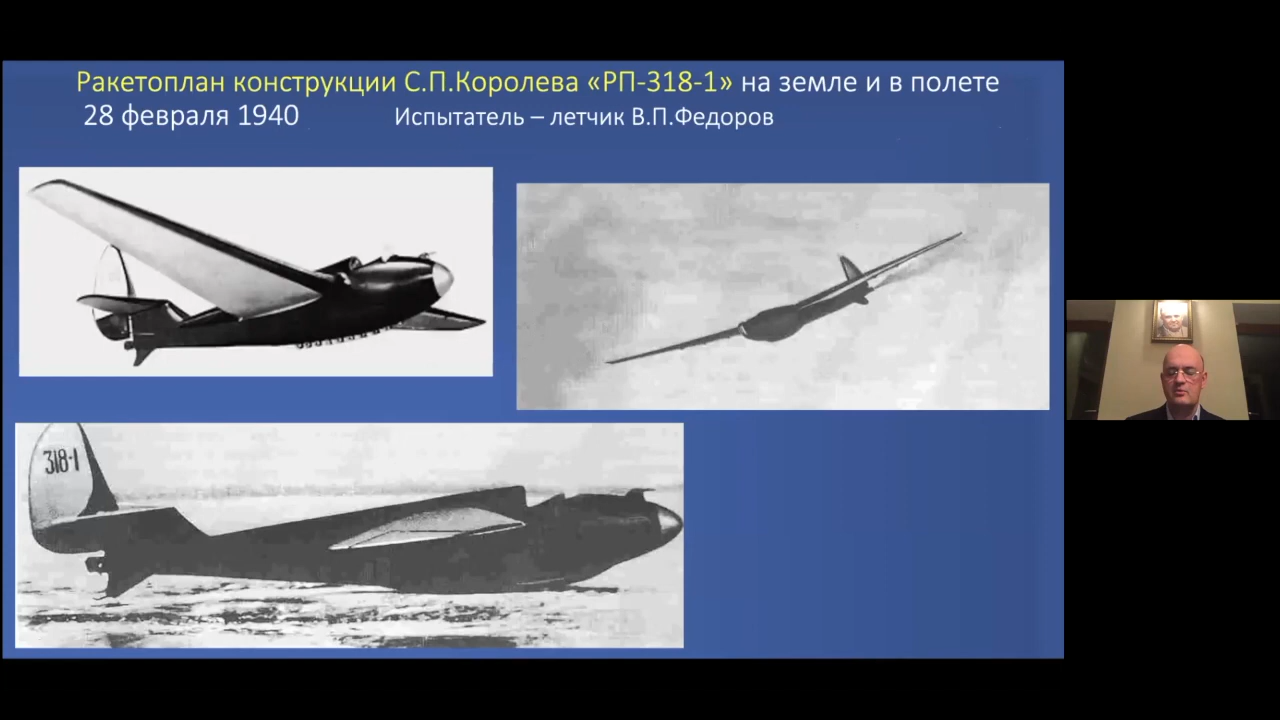 Ракетоплан конструкции С.П.Королева «РП-318-1» на земле и в полете
28 февраля 1940 Испытатель – летчик В.П.Федоров
318-1